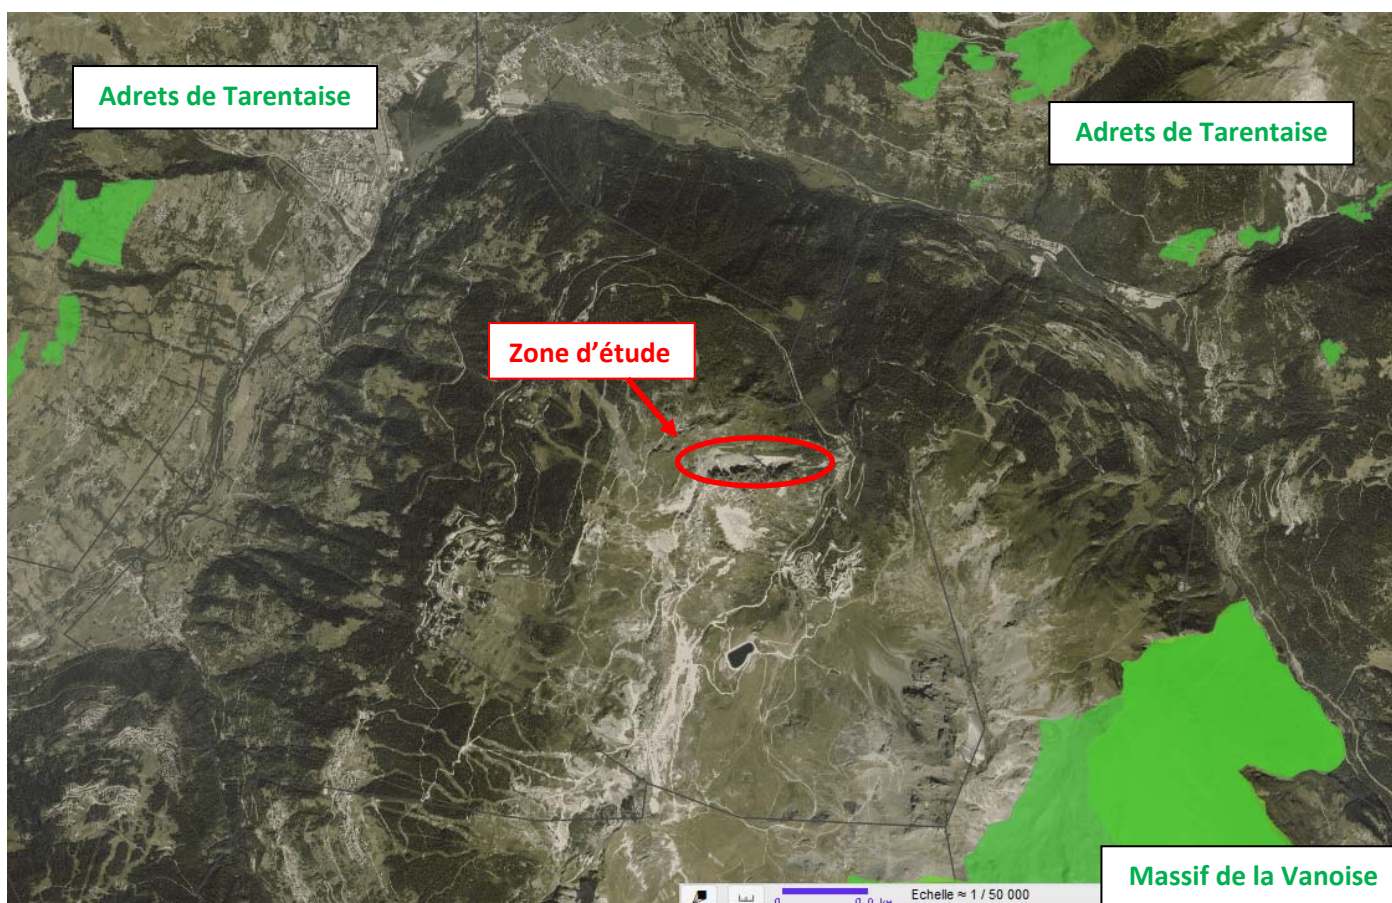 Adrets de Tarentaise
Adrets de Tarentaise
Zone d’étude
Echelle ≈ 1 / 50 000
Massif de la Vanoise